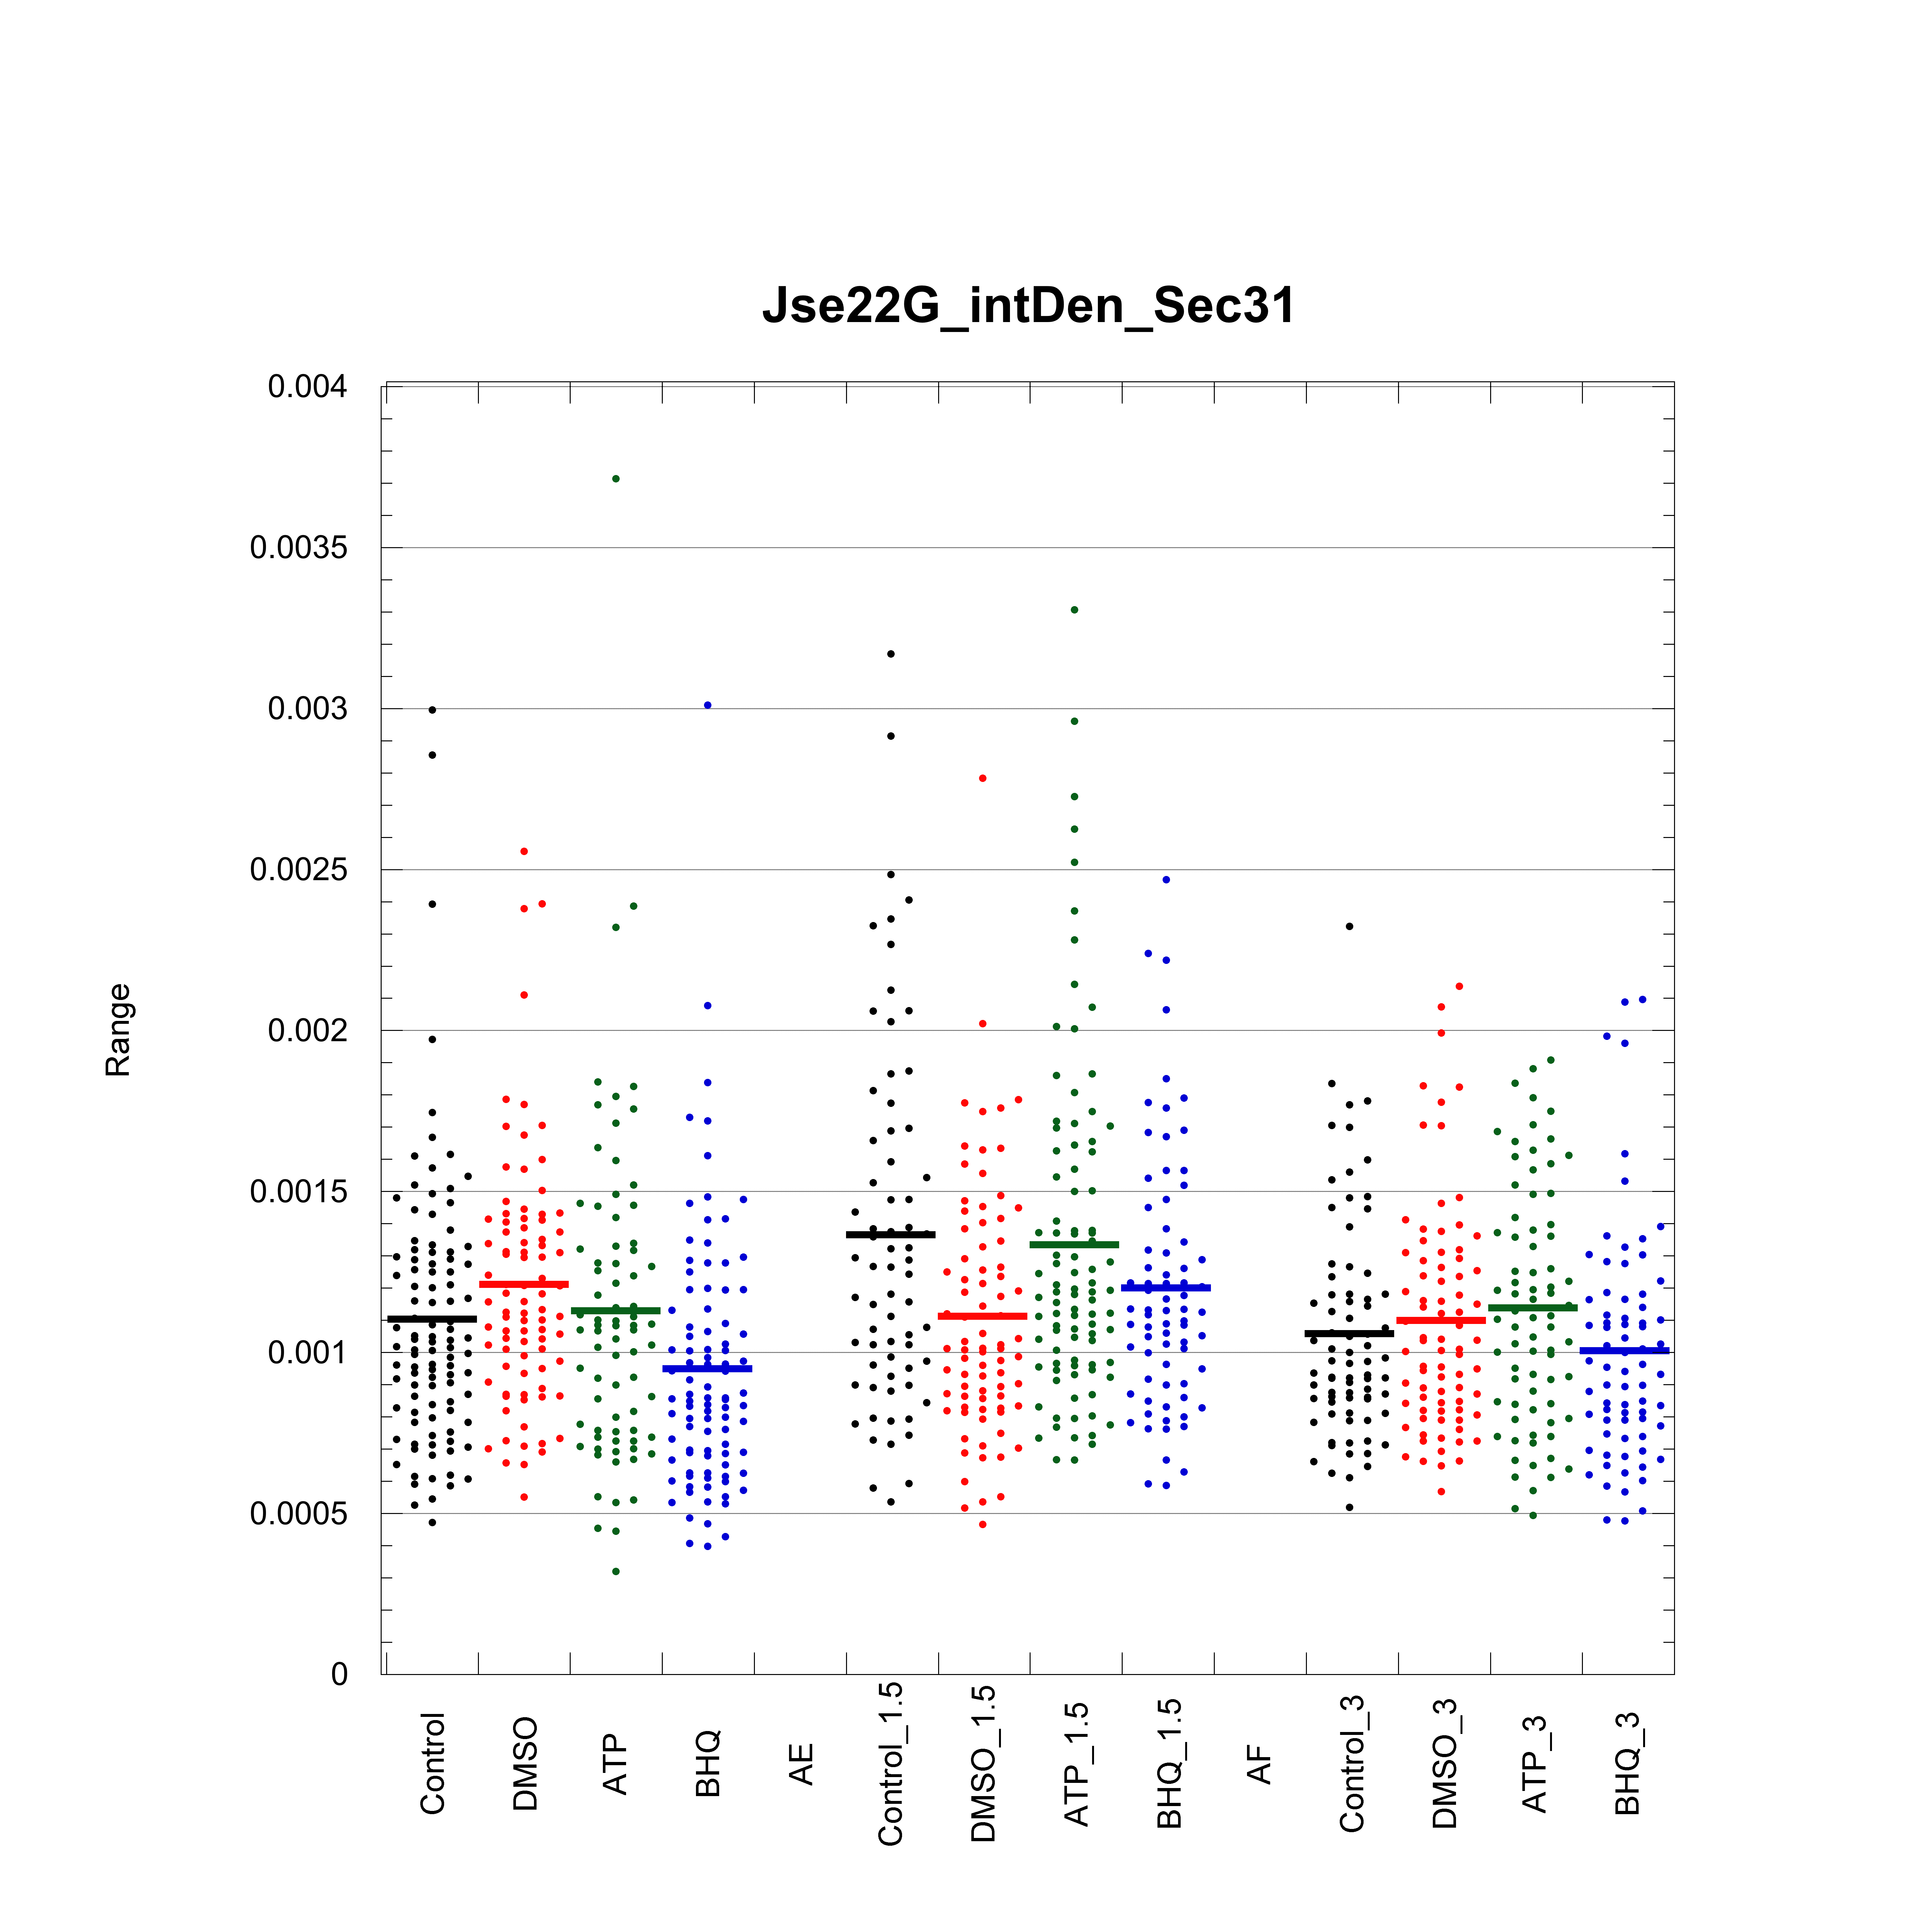 Jse22G_intDen_Sec31
0.004
0.0035
0.003
0.0025
0.002
0.0015
0.001
0.0005
0
Range
Control
DMSO
ATP
BHQ
AE
Control_1.5
DMSO_1.5
ATP_1.5
BHQ_1.5
AF
Control_3
DMSO_3
ATP_3
BHQ_3